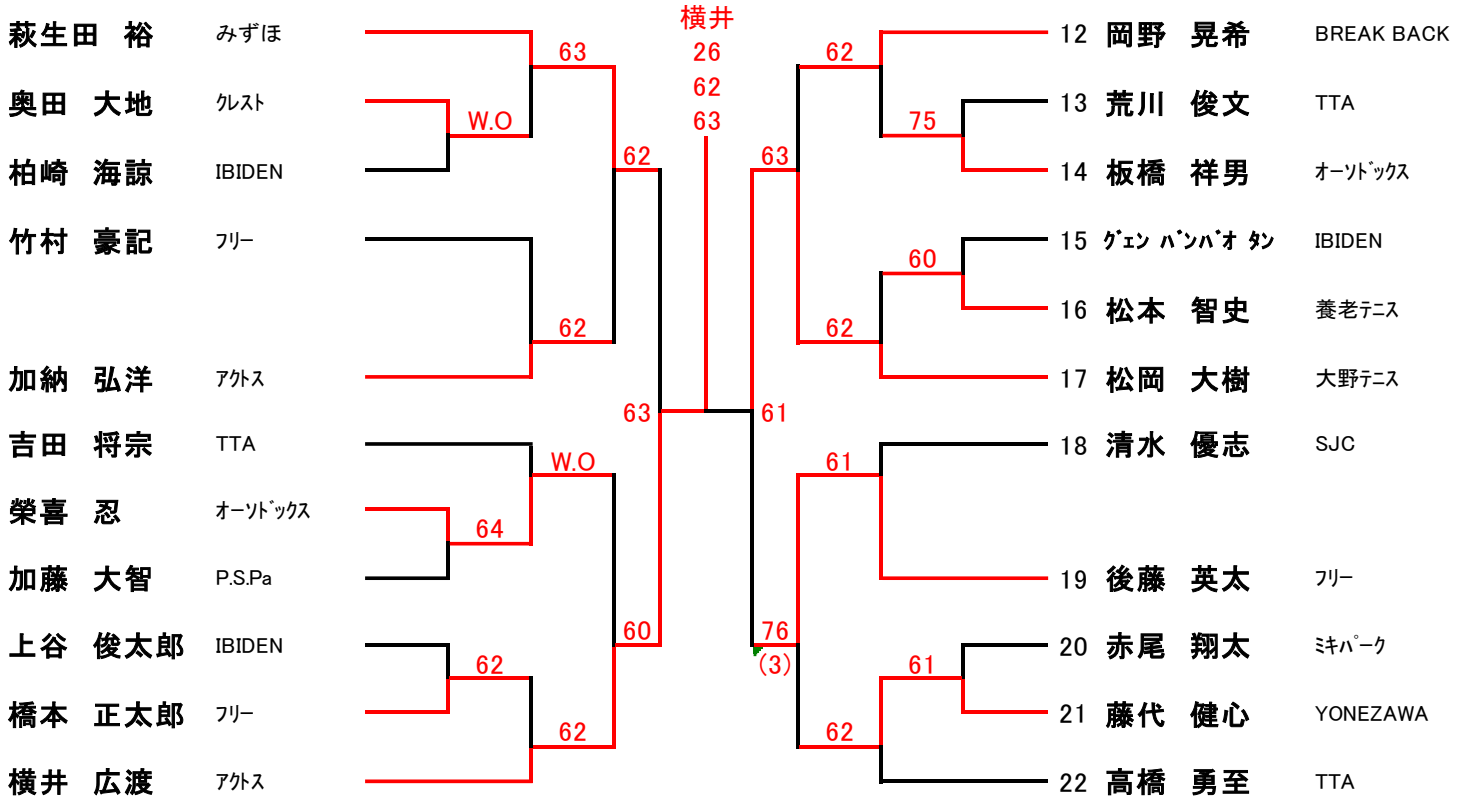 横井
26
62
63
萩生田 裕 みずほ
63
奥田 大地 クレスト
W.O
柏崎 海諒 IBIDEN
62
竹村 豪記 フリー
62
加納 弘洋 アクトス
63
吉田 将宗 TTA
W.O
榮喜 忍 オーソドックス
64
加藤 大智 P.S.Pa
60
上谷 俊太郎 IBIDEN
62
橋本 正太郎 フリー
62
横井 広渡 アクトス
12 岡野 晃希 BREAK BACK
62
13 荒川 俊文 TTA
75
63
14 板橋 祥男 オーソドックス
15 グェン バンバオ タン IBIDEN
60
16 松本 智史 養老テニス
62
17 松岡 大樹 大野テニス
61
18 清水 優志 SJC
61
19 後藤 英太 フリー
76
(3)
20 赤尾 翔太 ミキパーク
61
21 藤代 健心 YONEZAWA
62
22 高橋 勇至 TTA